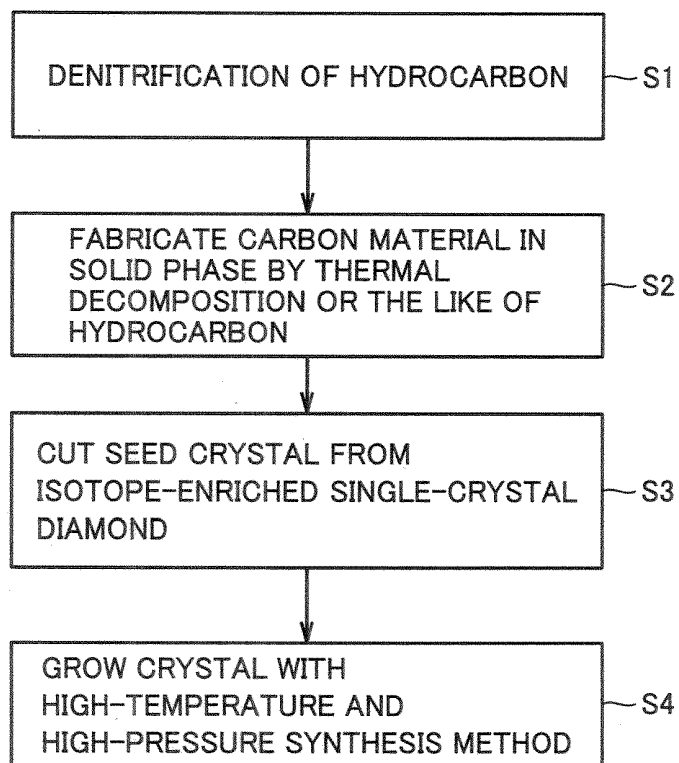 DENITRIFICATION OF HYDROCARBON
S1
FABRICATE CARBON MATERIAL IN
SOLID PHASE BY THERMAL
DECOMPOSITION OR THE LIKE OF
HYDROCARBON
S2
CUT SEED CRYSTAL FROM
ISOTOPE-ENRICHED SINGLE-CRYSTAL
DIAMOND
S3
GROW CRYSTAL WITH
HIGH-TEMPERATURE AND
HIGH-PRESSURE SYNTHESIS METHOD
S4